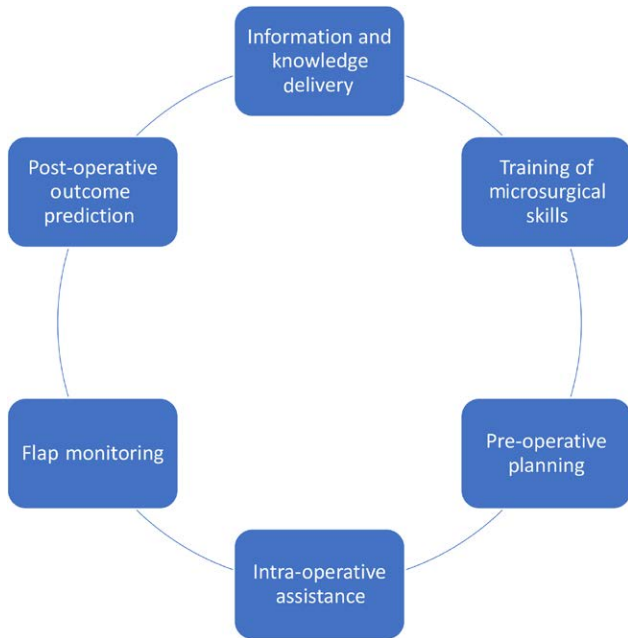 Information and
knowledge
delivery
Training of
microsurgical
skills
Pre-operative
planning
Intra-operative
assistance
Flap monitoring
Post-operative
outcome
prediction